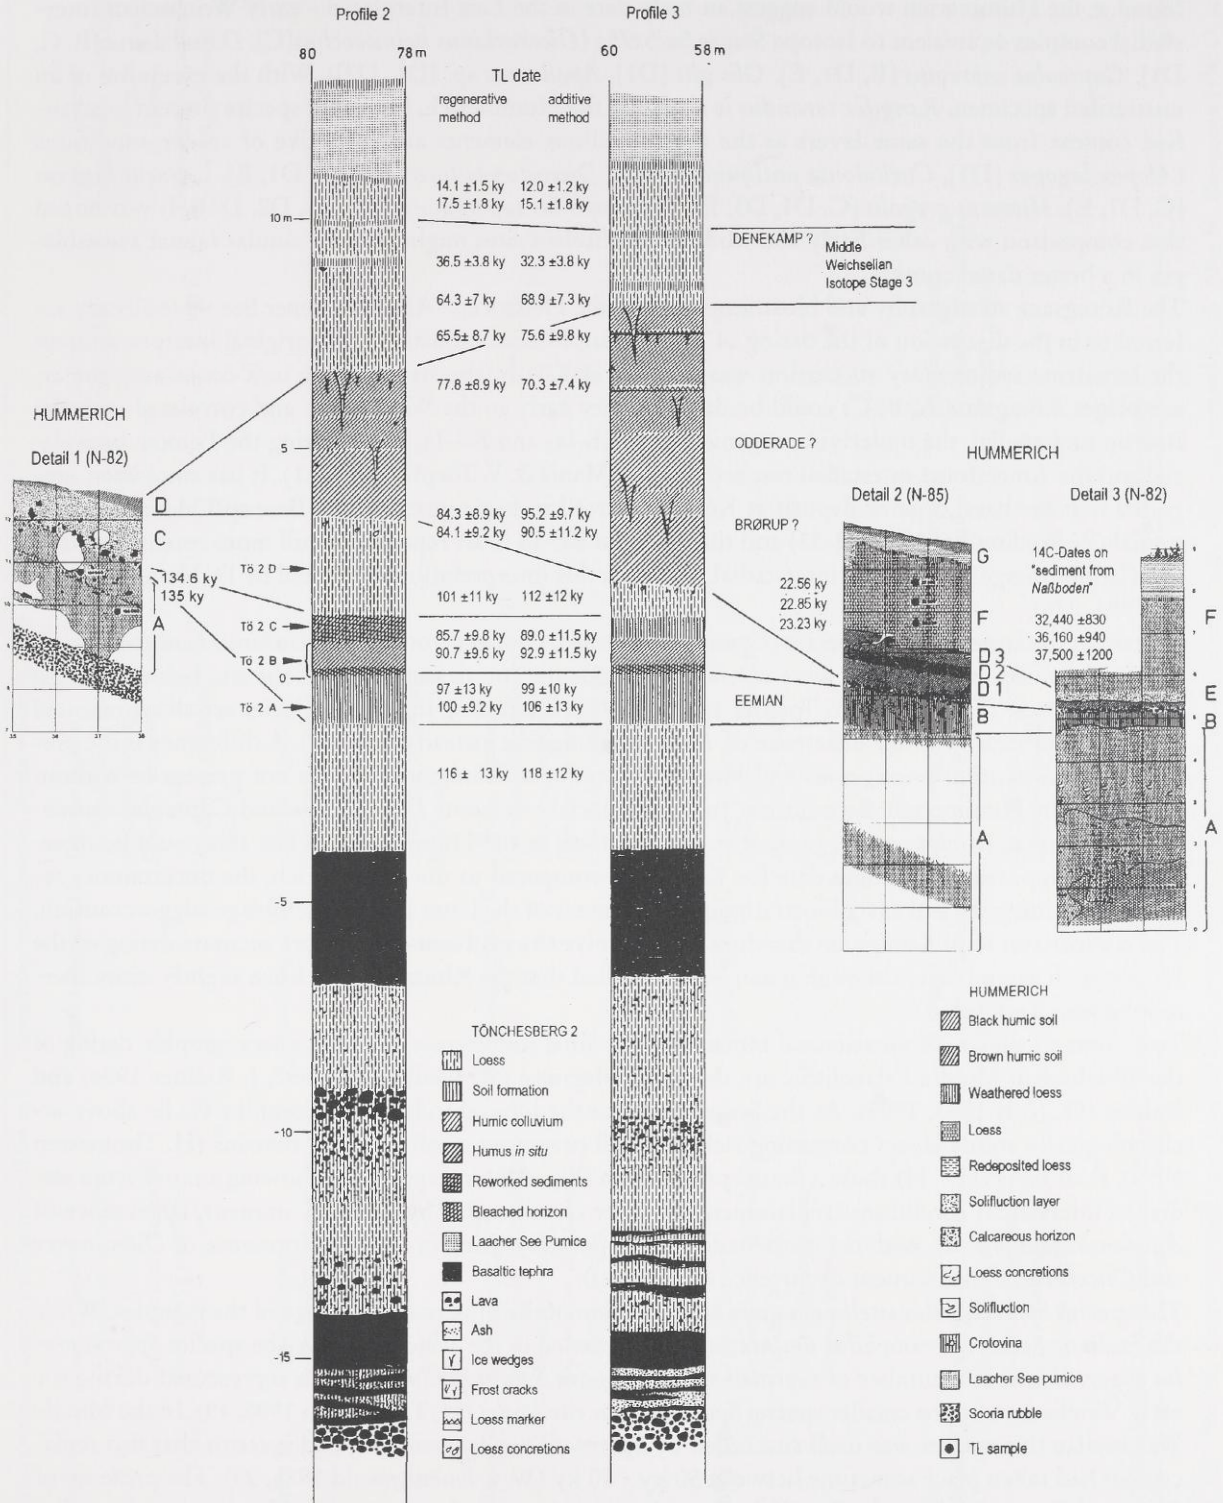 Profile 2
Profile 3
80 78 m
60 58 m
TL date
regenerative additive
method method
14.1 ±1.5 ky 12.0 ±1.2 ky
17.5 ±1.8 ky 15.1 ±1.8 ky
10 m
DENEKAMP ?
Middle
Weichselian
Isotope Stage 3
36.5 ±3.8 ky 32.3 ±3.8 ky
64.3 ±7 ky 68.9 ±7.3 ky
65.5± 8.7 ky 75.6 ±9.8 ky
77.8 ±8.9 ky 70.3 ±7.4 ky
HUMMERICH
Detail 1 (N-82)
5
ODDERADE ?
HUMMERICH
Detail 2 (N-85)
Detail 3 (N-82)
D
C
A
134.6 ky
135 ky
84.3 ±8.9 ky 95.2 ±9.7 ky
84.1 ±9.2 ky 90.5 ±11.2 ky
BRØRUP ?
Tö 2 D
101 ±11 ky 112 ±12 ky
Tö 2 C
85.7 ±9.8 ky 89.0 ±11.5 ky
90.7 ±9.6 ky 92.9 ±11.5 ky
Tö 2 B
0
97 ±13 ky 99 ±10 ky
Tö 2 A
100 ±9.2 ky 106 ±13 ky
EEMIAN
116 ± 13 ky 118 ±12 ky
22.56 ky
22.85 ky
23.23 ky
G
F
D 3
D 2
D 1
B
A
14C-Dates on
"sediment from
Naßboden"
32,440 ±830
36,160 ±940
37,500 ±1200
F
E
B
A
-5
-10
-15
TÖNCHESBERG 2
Loess
Soil formation
Humic colluvium
Humus in situ
Reworked sediments
Bleached horizon
Laacher See Pumice
Basaltic tephra
Lava
Ash
Ice wedges
Frost cracks
Loess marker
Loess concretions
HUMMERICH
Black humic soil
Brown humic soil
Weathered loess
Loess
Redeposited loess
Solifluction layer
Calcareous horizon
Loess concretions
Solifluction
Crotovina
Laacher See pumice
Scoria rubble
TL sample